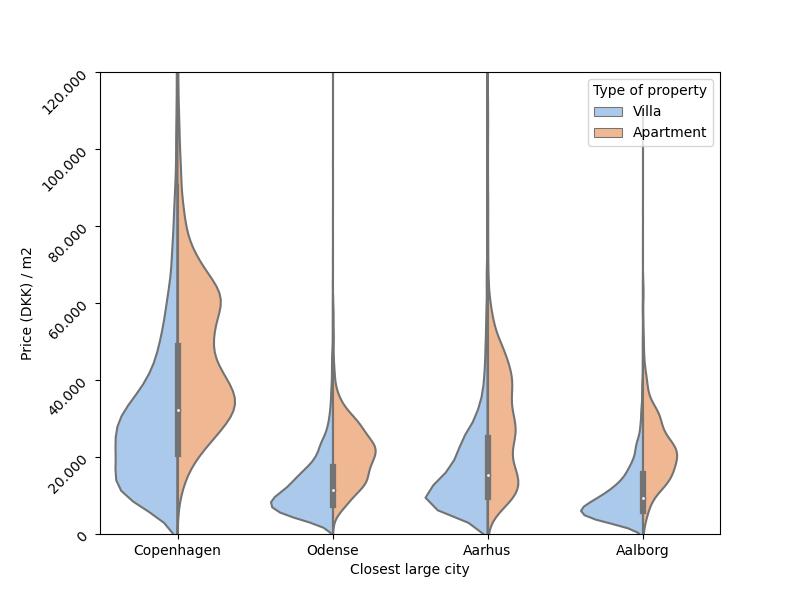 Type of property
Villa
Apartment
120.000
100.000
80.000
60.000
40.000
20.000
0
Price (DKK) / m2
Copenhagen
Odense
Aarhus
Aalborg
Closest large city